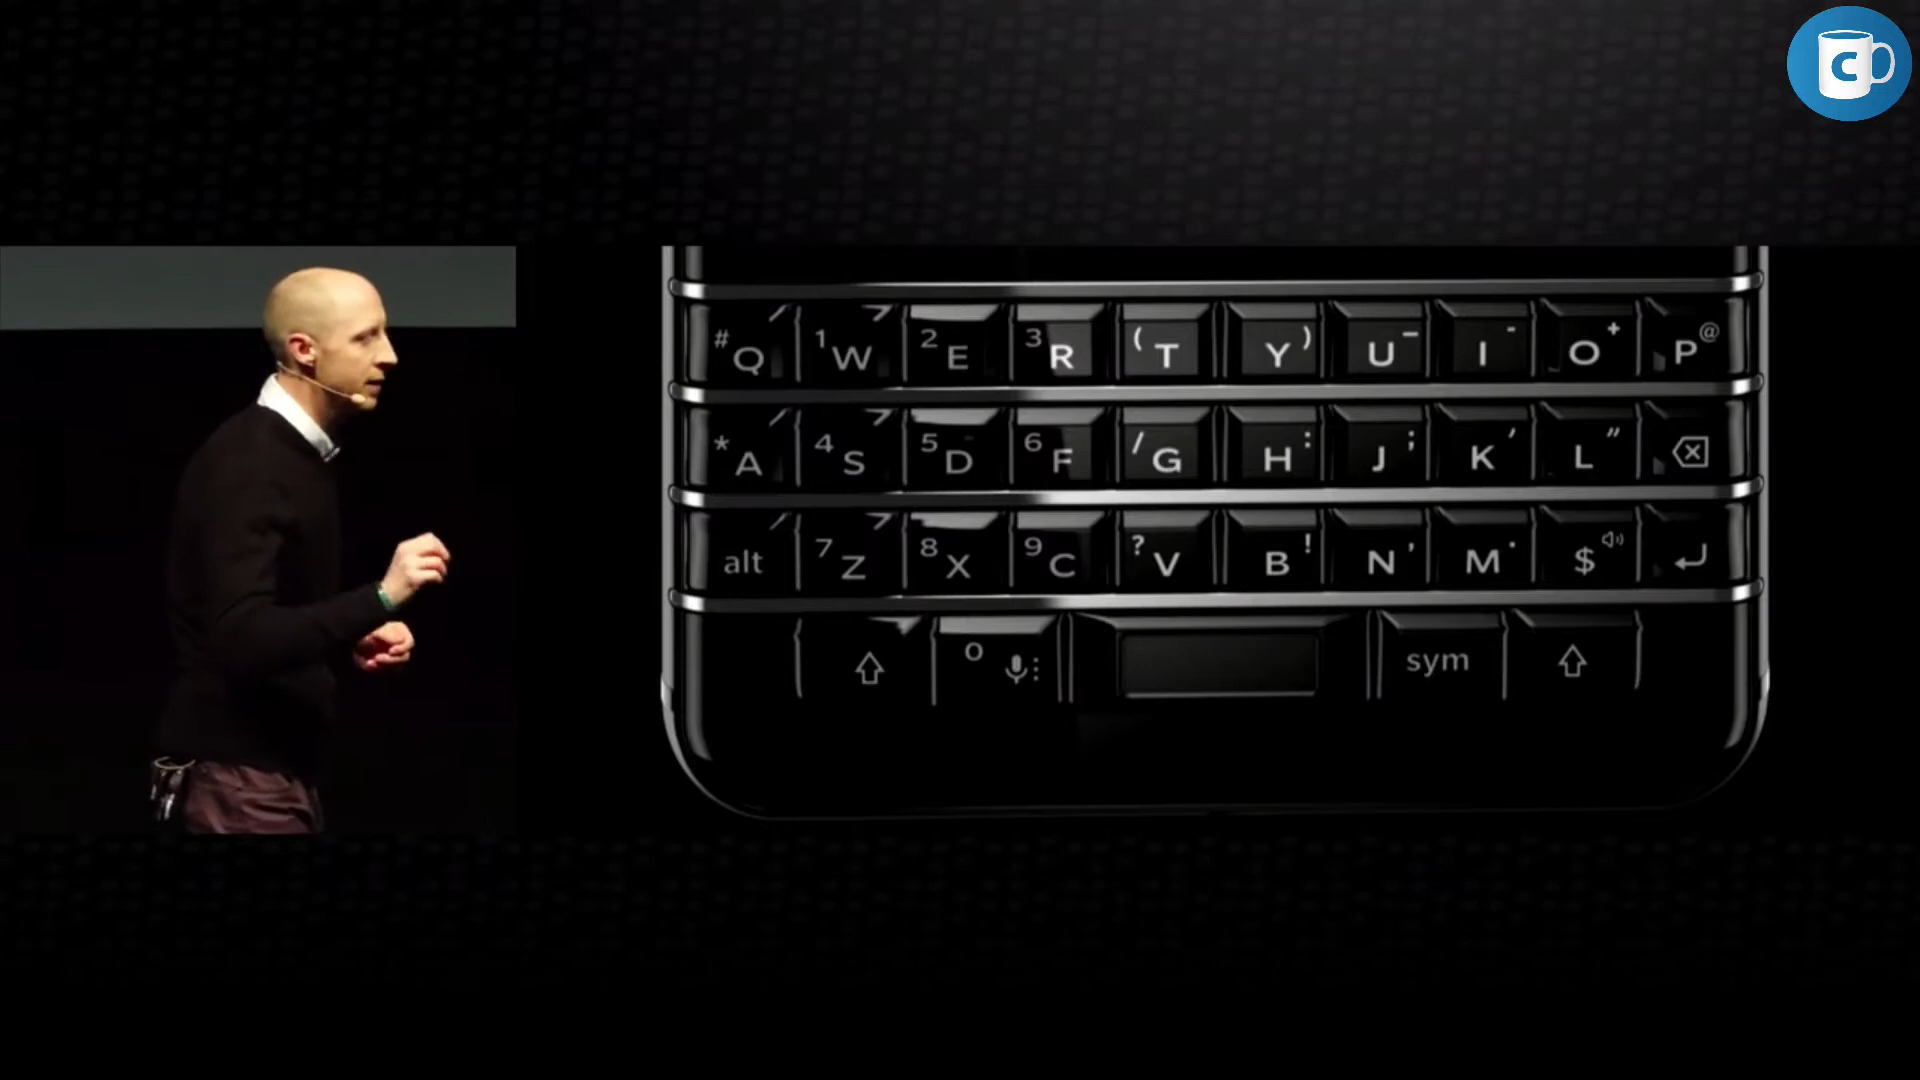 C
# Q 1 W 2 E 3 R ( T Y ) U _ I - O + P @
* A 4 S 5 D 6 F / G H : J ; K ' L "
alt 7 Z 8 X 9 C ? V B ! N , M . $
0 sym